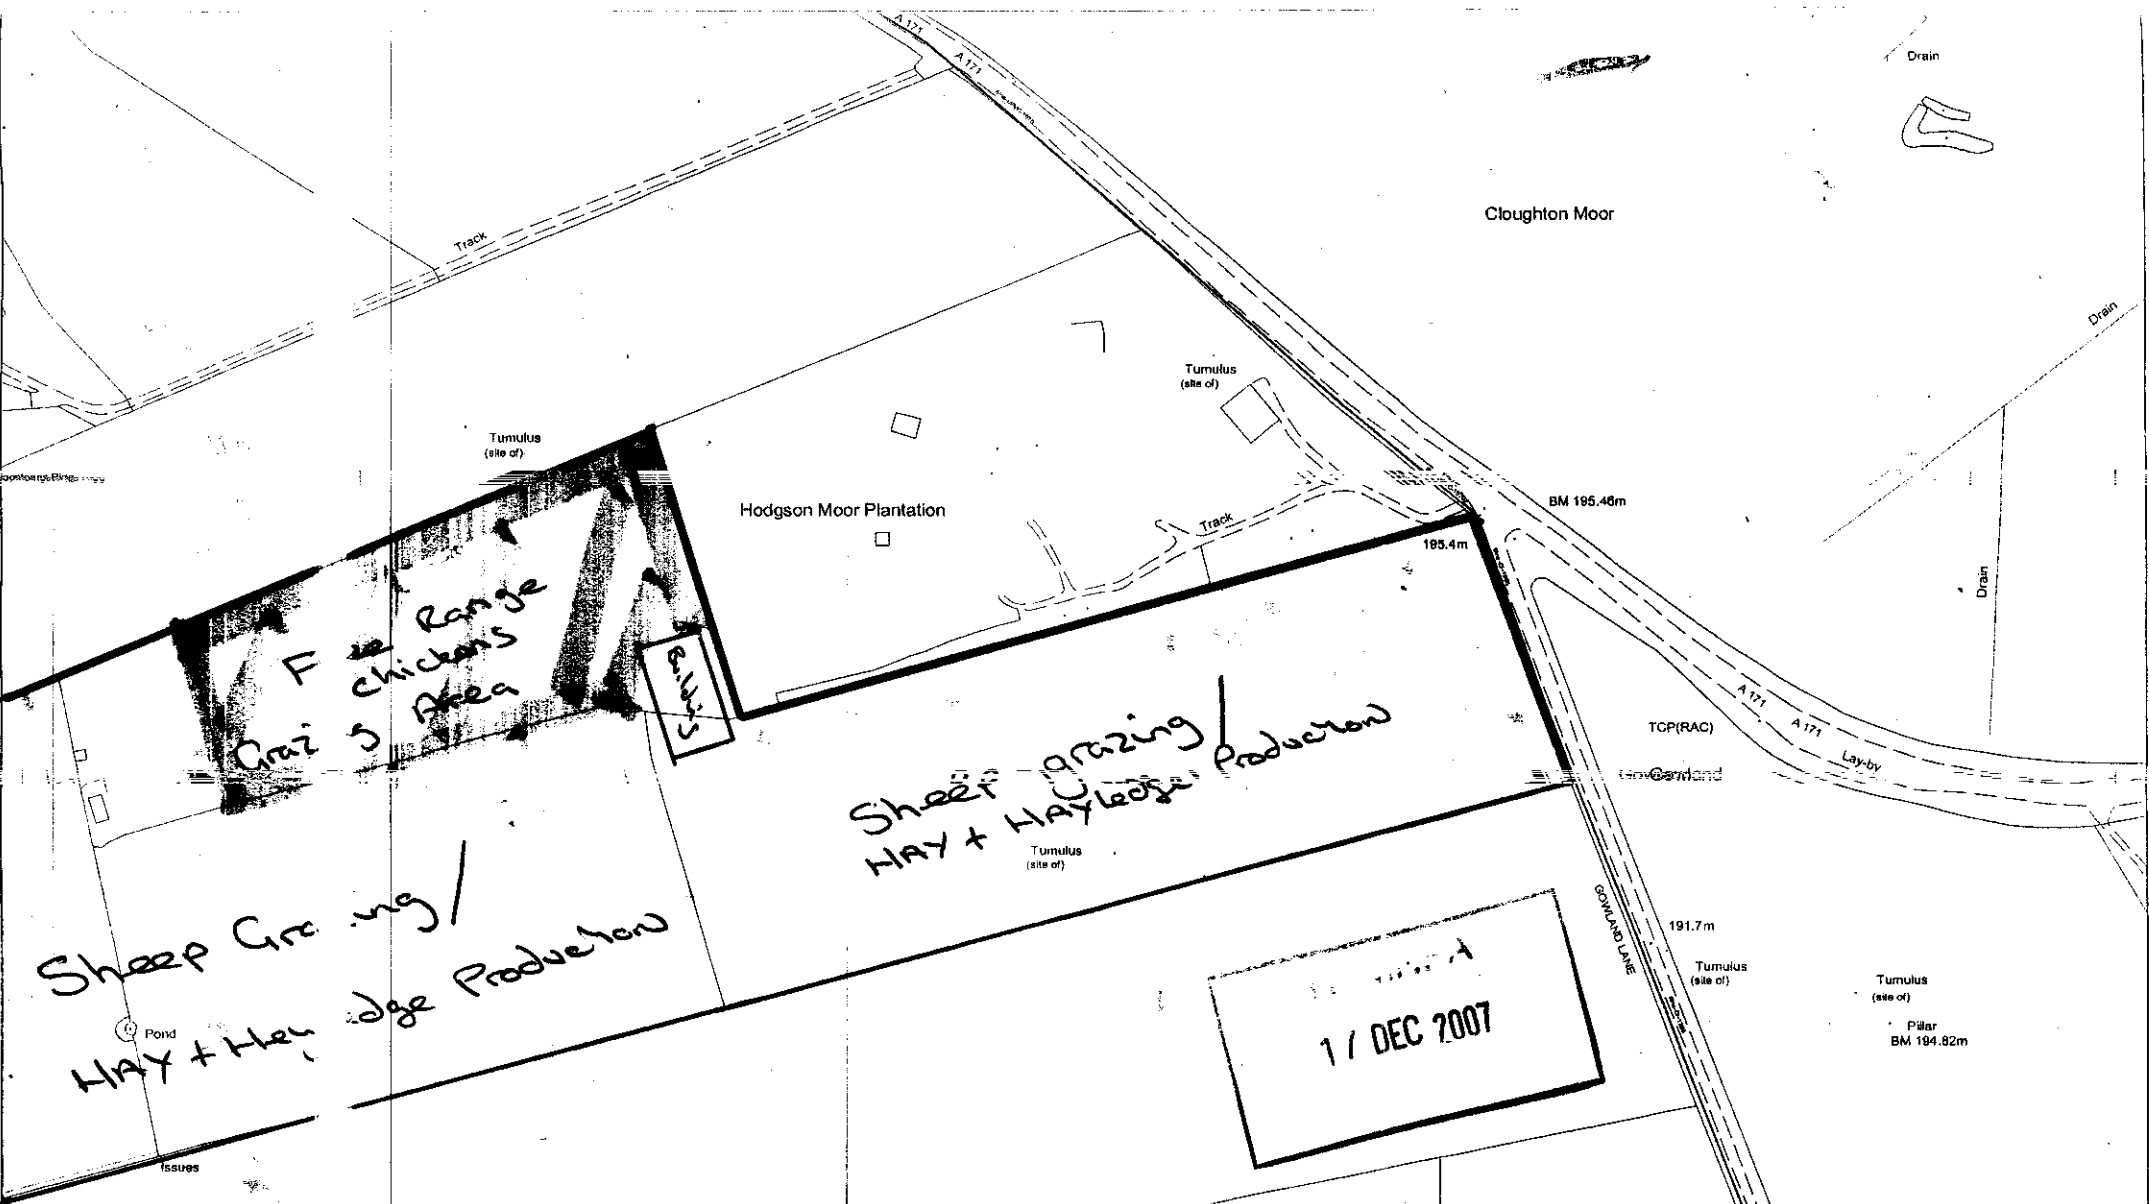 A 171
A 171
Drain
Cloughton Moor
Track
Drain
Tumulus
(site of)
Tumulus
(site of)
Hodgson Moor Plantation
Track
BM 195.46m
195.4m
Drain
Range
chickens
Area
Buildings
A 171
A 171
TCP(RAC)
Lay-by
Sheep grazing/
HAY + HAYledge Production
Tumulus
(site of)
GOWLAND LANE
191.7m
Tumulus
(site of)
Tumulus
(site of)
Pillar
BM 194.82m
Sheep
HAY +
Production
Pond
DEC 2007
Issues